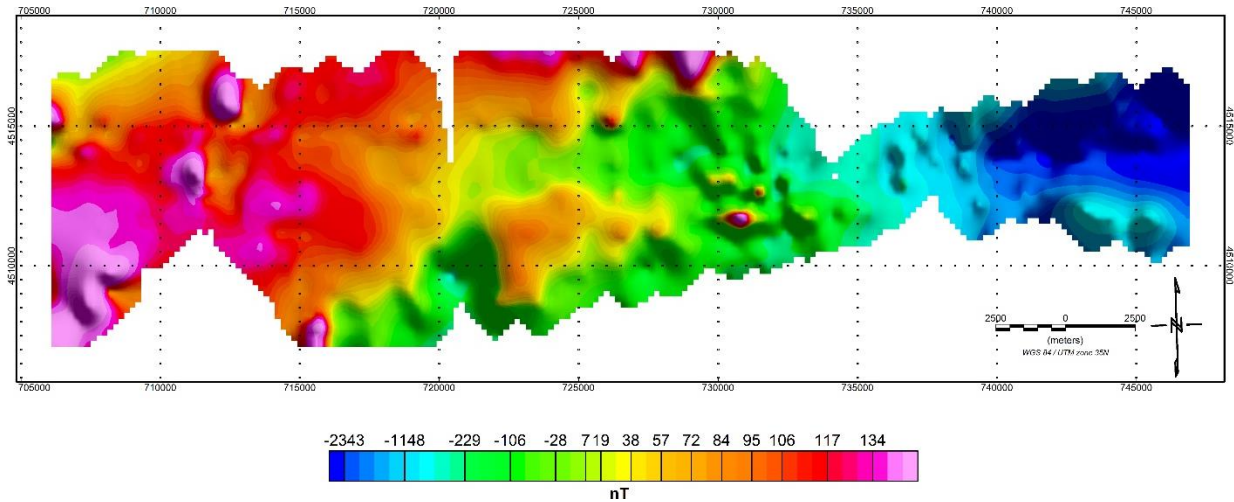 705000 710000 715000 720000 725000 730000 735000 740000 745000
4515000 4515000
4510000 4510000
2500 0 2500
(meters)
WGS 84 / UTM zone 35N
N
705000 710000 715000 720000 725000 730000 735000 740000 745000
-2343 -1148 -229 -106 -28 7 19 38 57 72 84 95 106 117 134
nT